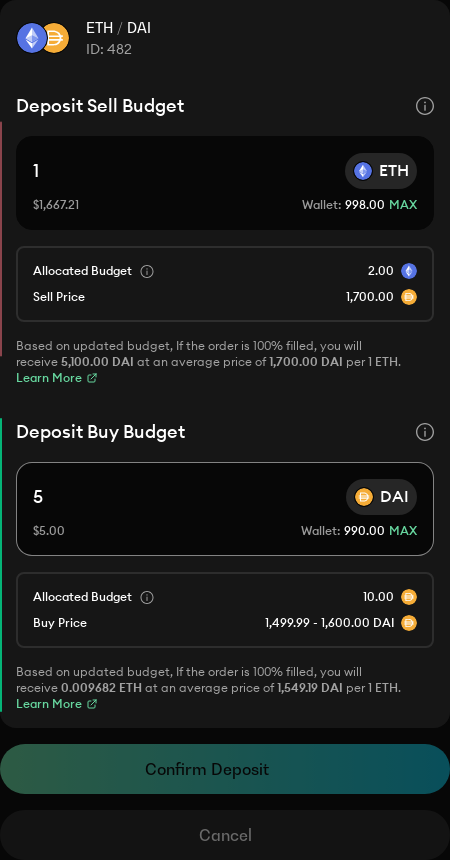 ETH / DAI
ID: 482
Deposit Sell Budget
1
ETH
$1,667.21
Wallet: 998.00 MAX
Allocated Budget
2.00
Sell Price
1,700.00
Based on updated budget, If the order is 100% filled, you will
receive 5,100.00 DAI at an average price of 1,700.00 DAI per 1 ETH.
Learn More
Deposit Buy Budget
5
DAI
$5.00
Wallet: 990.00 MAX
Allocated Budget
10.00
Buy Price
1,499.99 - 1,600.00 DAI
Based on updated budget, If the order is 100% filled, you will
receive 0.009682 ETH at an average price of 1,549.19 DAI per 1 ETH.
Learn More
Confirm Deposit
Cancel